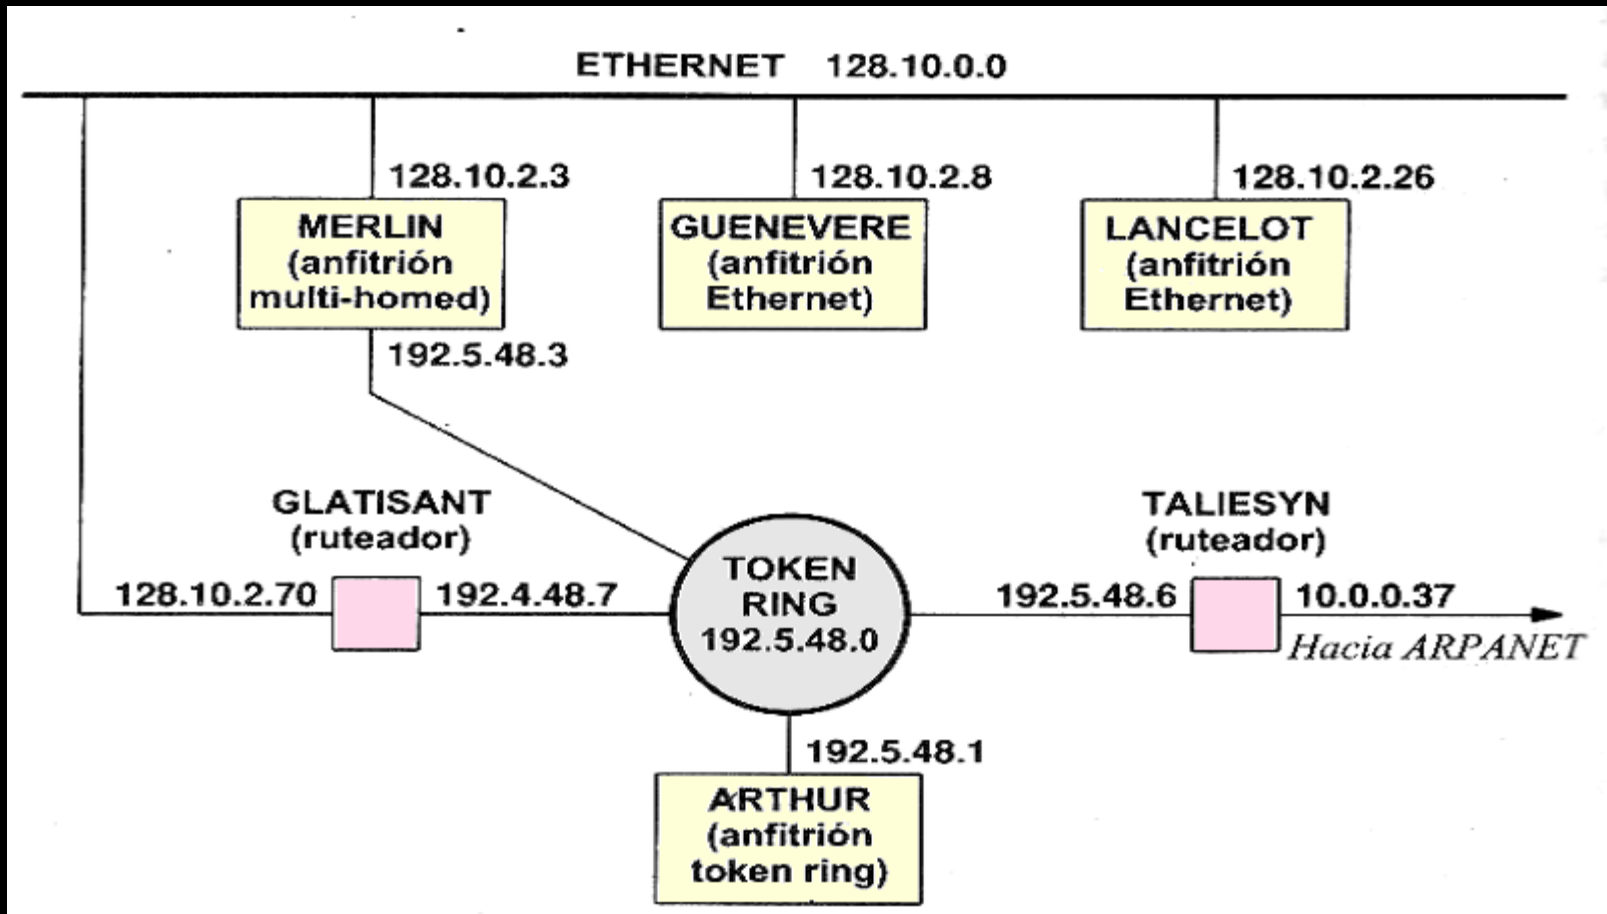 ETHERNET 128.10.0.0
128.10.2.3
128.10.2.8
128.10.2.26
MERLIN
(anfitrión
multi-homed)
GUENEVERE
(anfitrión
Ethernet)
LANCELOT
(anfitrión
Ethernet)
192.5.48.3
GLATISANT
(ruteador)
TALIESYN
(ruteador)
128.10.2.70
192.4.48.7
TOKEN
RING
192.5.48.0
192.5.48.6
10.0.0.37
Hacia ARPANET
192.5.48.1
ARTHUR
(anfitrión
token ring)